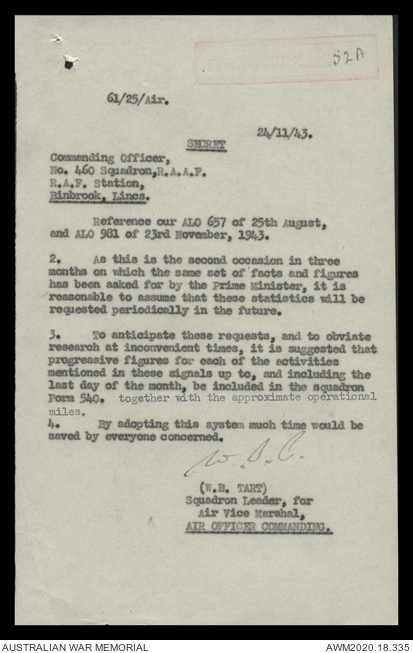 52A
61/25/Air.
24/11/43.
SECRET
Commanding Officer,
No. 460 Squadron,R.A.A.F.
R.A.F. Station,
Binbrook, Lincs.
Reference our ALO 657 of 25th August,
and ALO 981 of 23rd November, 1943.
2. As this is the second occasion in three
months on which the same set of facts and figures
has been asked for by the Prime Minister, it is
reasonable to assume that these statistics will be
requested periodically in the future.
3. To anticipate these requests, and to obviate
research at inconvenient times, it is suggested that
progressive figures for each of the activities
mentioned in these signals up to, and including the
last day of the month, be included in the squadron
Form 540. together with the approximate operational
miles.
4. By adopting this system much time would be
saved by everyone concerned.
(W.B. TART)
Squadron Leader, for
Air Vice Marshal,
AIR OFFICER COMMANDING.
AUSTRALIAN WAR MEMORIAL
AWM2020.18.335